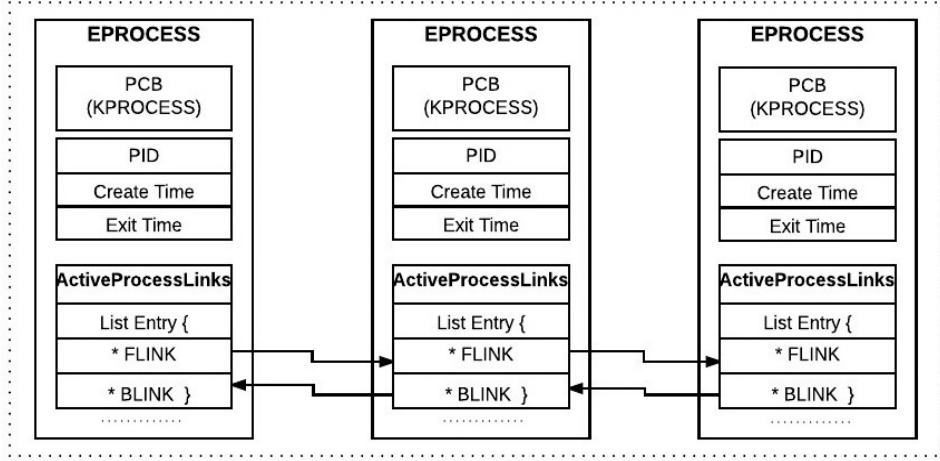 EPROCESS
PCB
(KPROCESS)
PID
Create Time
Exit Time
ActiveProcessLinks
List Entry {
* FLINK
* BLINK }
.............
EPROCESS
PCB
(KPROCESS)
PID
Create Time
Exit Time
ActiveProcessLinks
List Entry {
* FLINK
* BLINK }
.............
EPROCESS
PCB
(KPROCESS)
PID
Create Time
Exit Time
ActiveProcessLinks
List Entry {
* FLINK
* BLINK }
.............